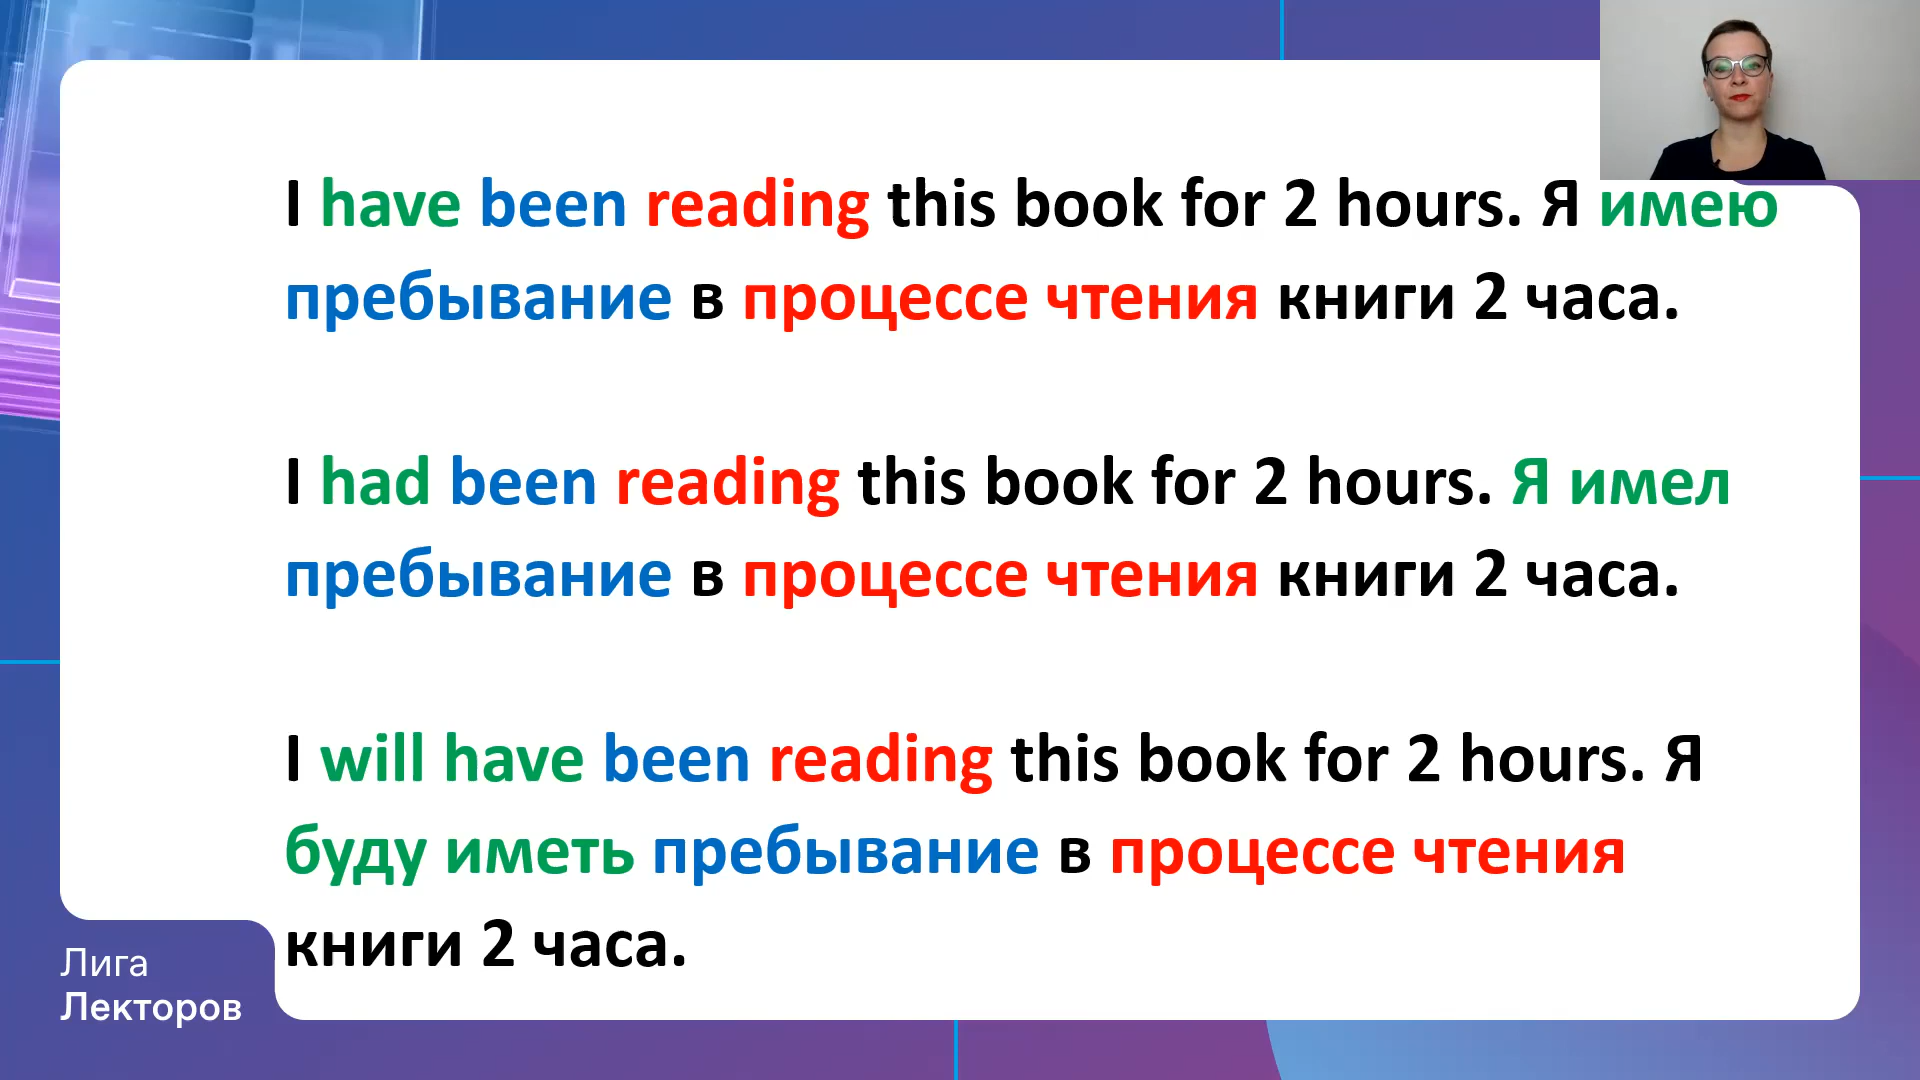 I have been reading this book for 2 hours. Я имею
пребывание в процессе чтения книги 2 часа.
I had been reading this book for 2 hours. Я имел
пребывание в процессе чтения книги 2 часа.
I will have been reading this book for 2 hours. Я
буду иметь пребывание в процессе чтения
книги 2 часа.
Лига
Лекторов